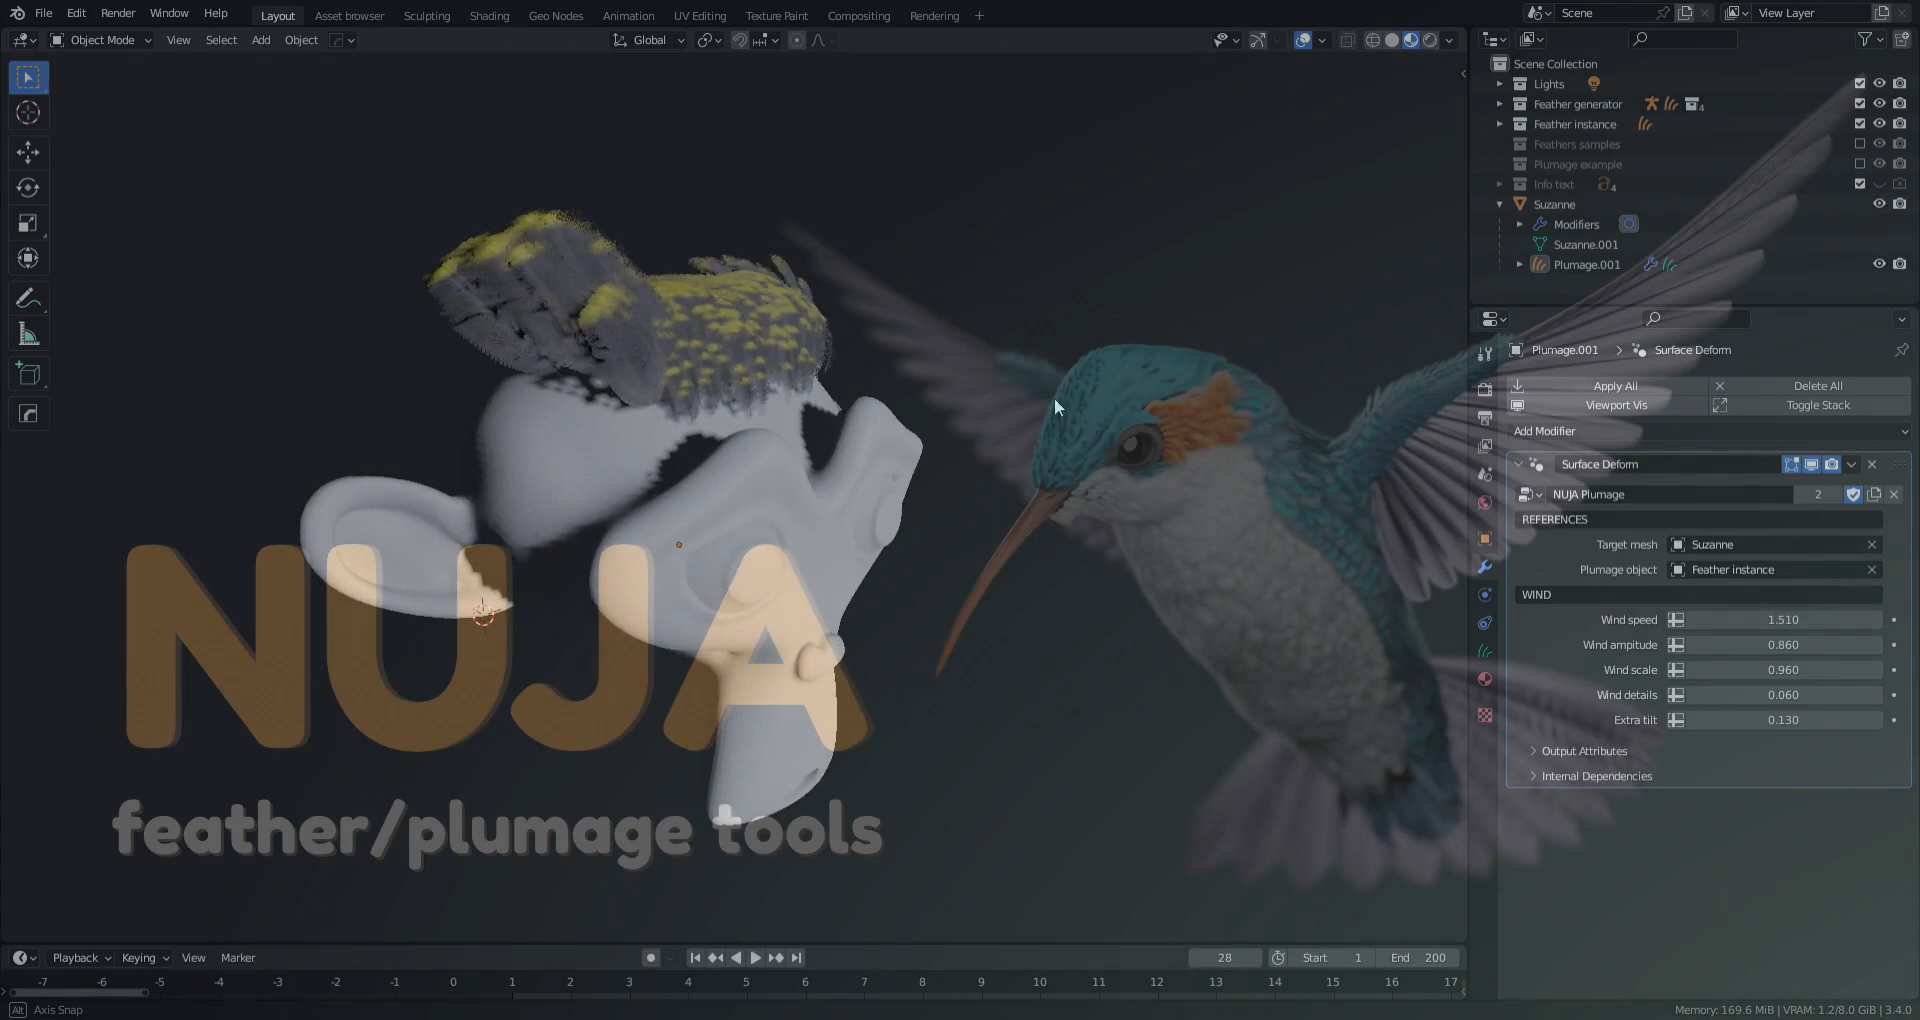 File Edit Render Window Help Layout Asset browser Sculpting Shading Geo Nodes Animation UV Editing Texture Paint Compositing Rendering + Scene View Layer
Object Mode View Select Add Object Global
Scene Collection
Lights
Feather generator 4
Feather instance
Feathers samples
Plumage example
Info text a4
Suzanne
Modifiers
Suzanne.001
Plumage.001
Plumage.001 > Surface Deform
Apply All Delete All
Viewport Vis Toggle Stack
Add Modifier
Surface Deform
NUJA Plumage 2
REFERENCES
Target mesh Suzanne
Plumage object Feather instance
WIND
Wind speed 1.510
Wind ampitude 0.860
Wind scale 0.960
Wind details 0.060
Extra tilt 0.130
Output Attributes
Internal Dependencies
NUJA
feather/plumage tools
Playback Keying View Marker 28 Start 1 End 200
-7 -6 -5 -4 -3 -2 -1 0 1 2 3 4 5 6 7 8 9 10 11 12 13 14 15 16 17
Alt Axis Snap Memory: 169.6 MiB | VRAM: 1.2/8.0 GiB | 3.4.0